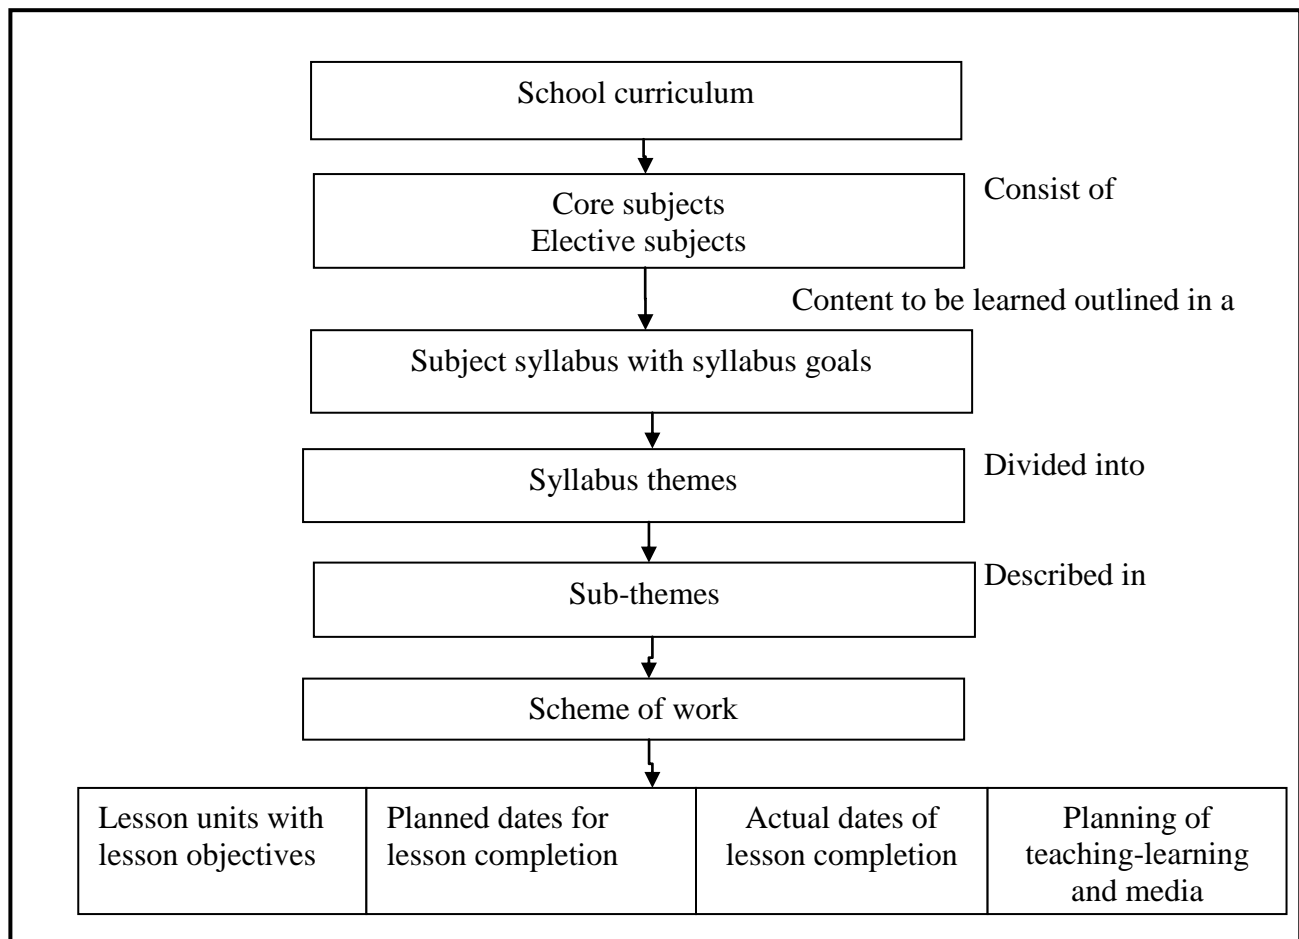 School curriculum
Core subjects
Elective subjects
Consist of
Content to be learned outlined in a
Subject syllabus with syllabus goals
Syllabus themes
Divided into
Sub-themes
Described in
Scheme of work
Lesson units with
lesson objectives
Planned dates for
lesson completion
Actual dates of
lesson completion
Planning of
teaching-learning
and media